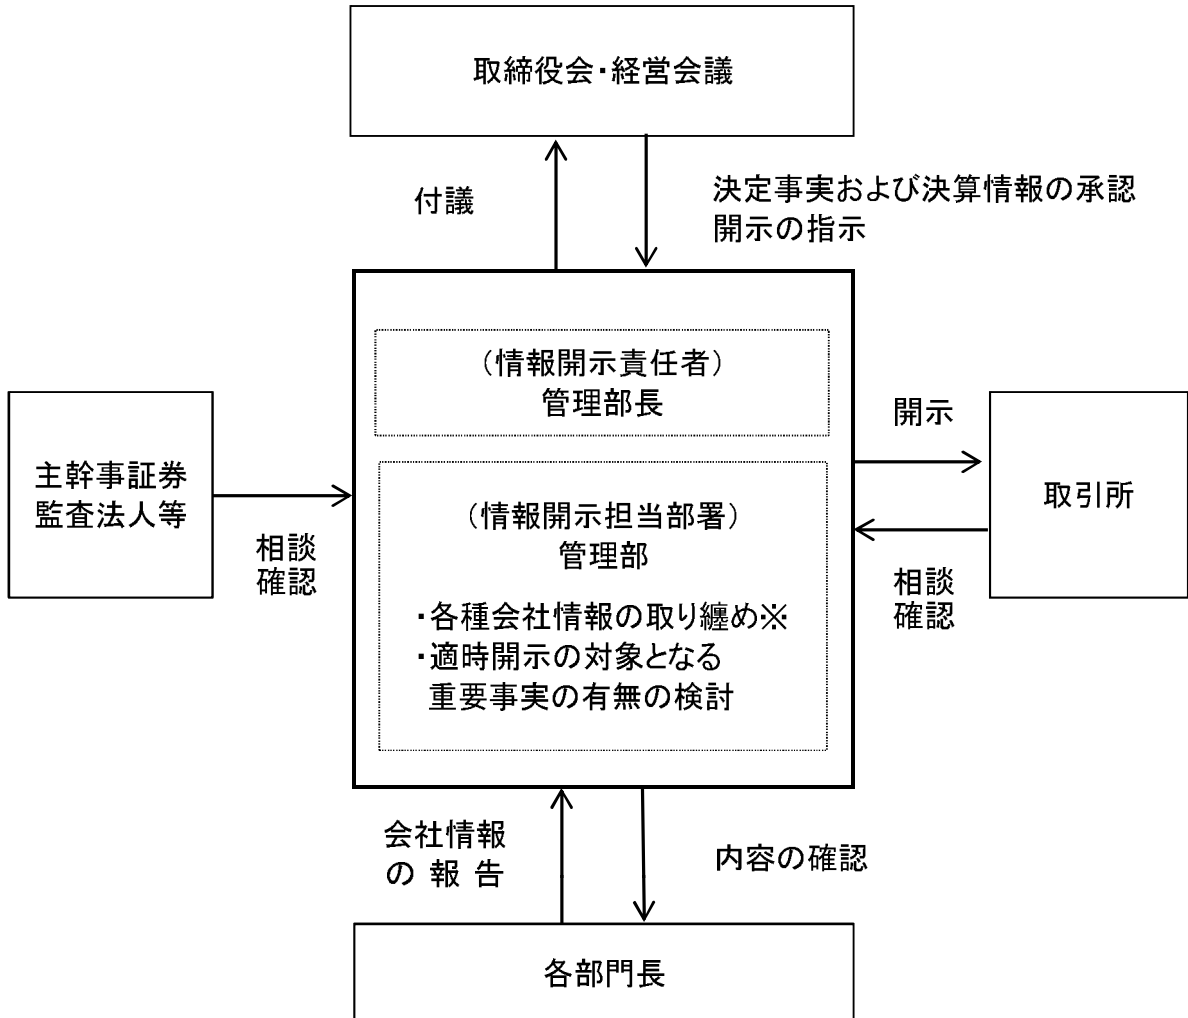 取締役会・経営会議
付議
決定事実および決算情報の承認
開示の指示
（情報開示責任者）
管理部長
主幹事証券
監査法人等
相談
確認
（情報開示担当部署）
管理部
・各種会社情報の取り纏め※
・適時開示の対象となる
重要事実の有無の検討
開示
取引所
相談
確認
会社情報
の 報 告
内容の確認
各部門長